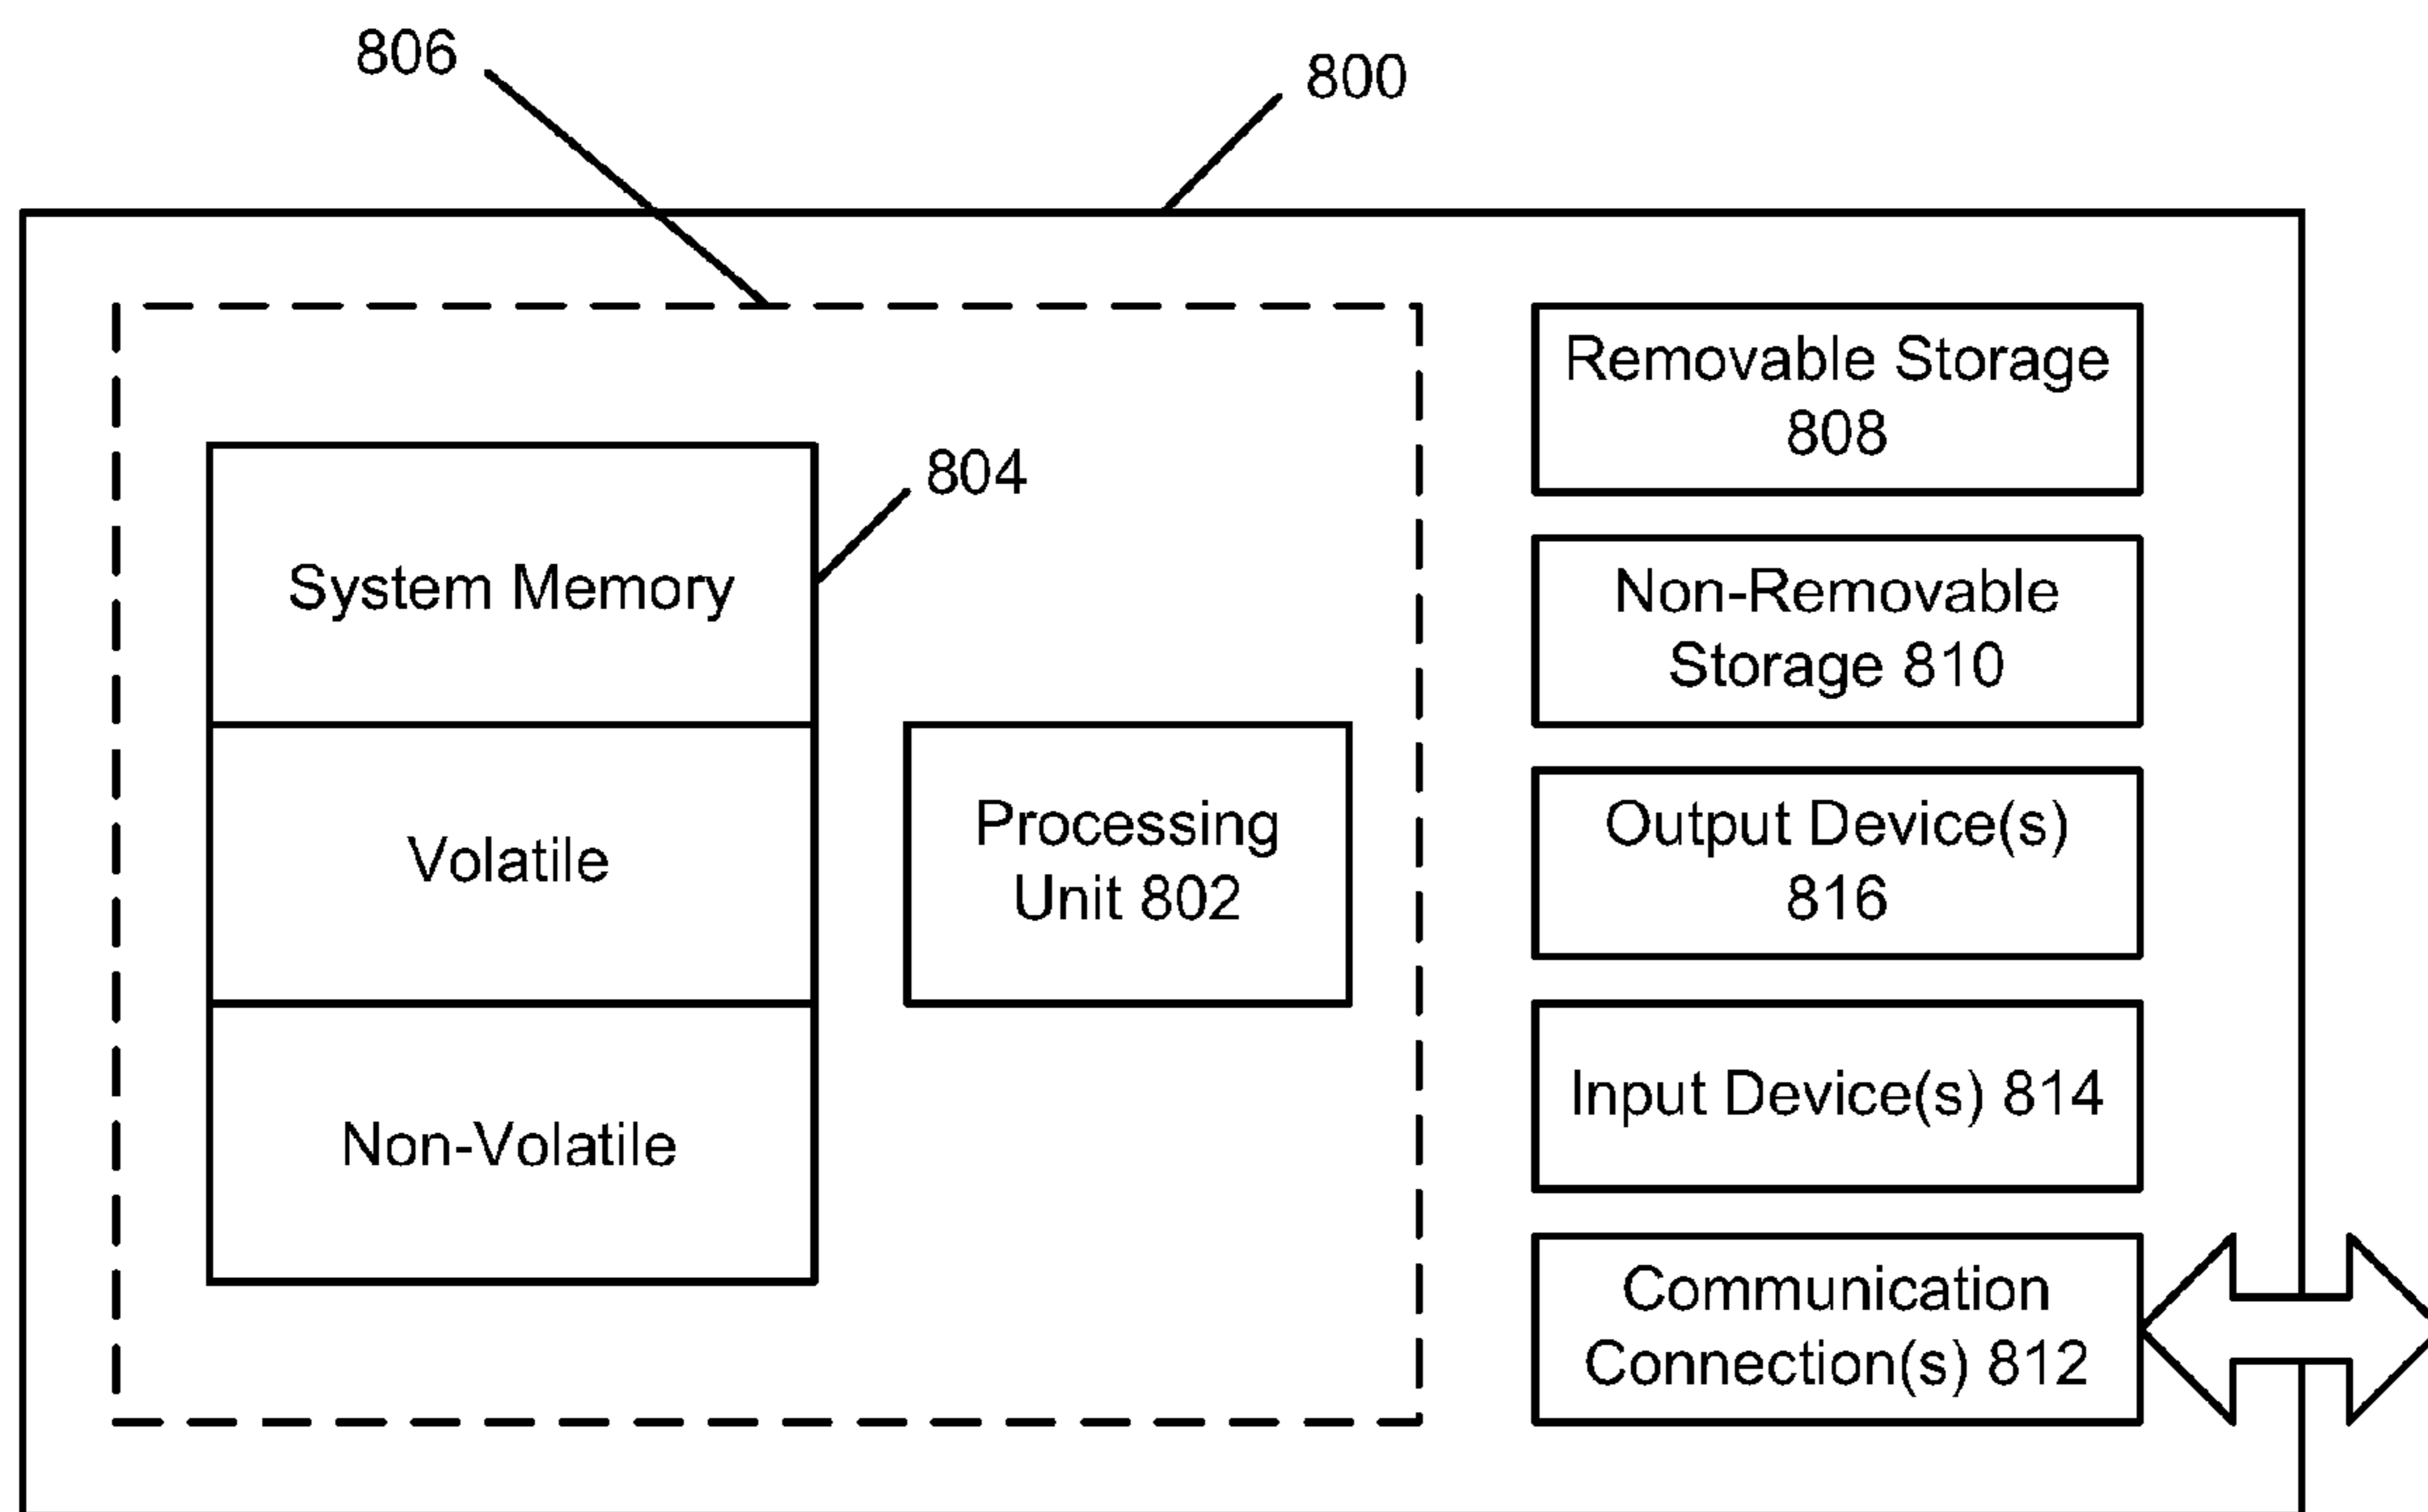 806
800
804
System Memory
Volatile
Non-Volatile
Processing
Unit 802
Removable Storage
808
Non-Removable
Storage 810
Output Device(s)
816
Input Device(s) 814
Communication
Connection(s) 812